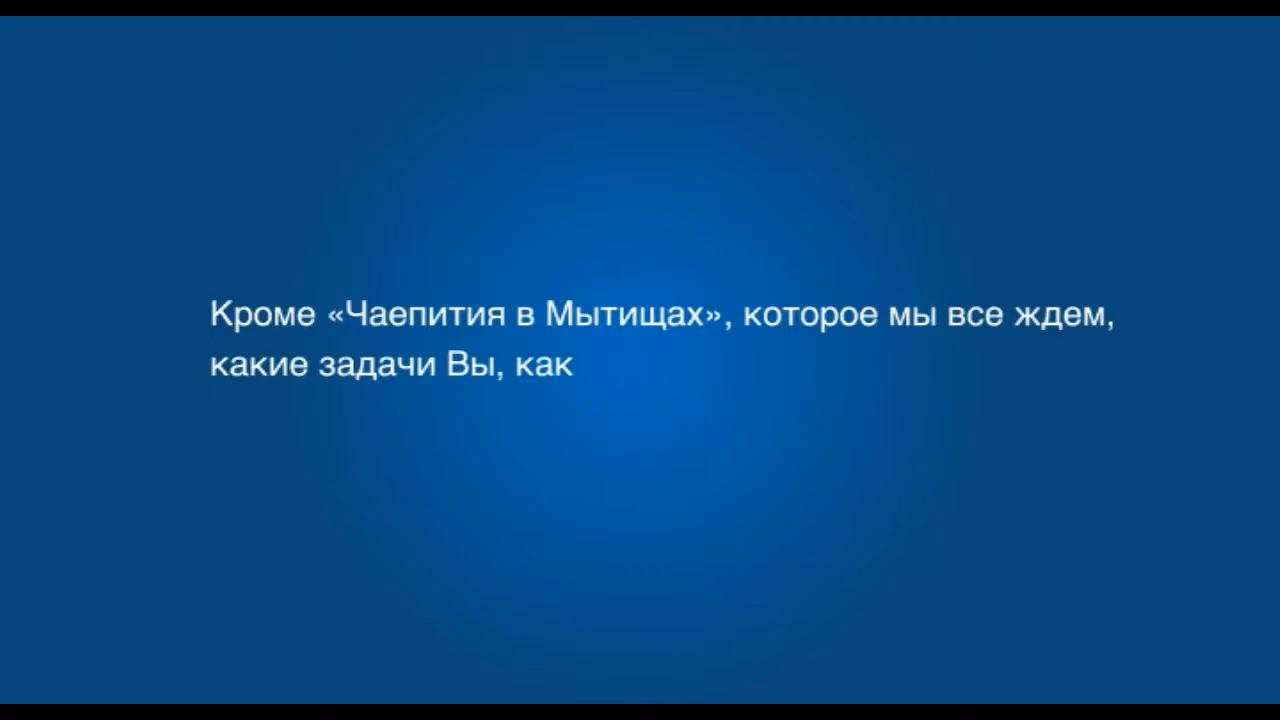 Кроме «Чаепития в Мытищах», которое мы все ждем,
какие задачи Вы, как